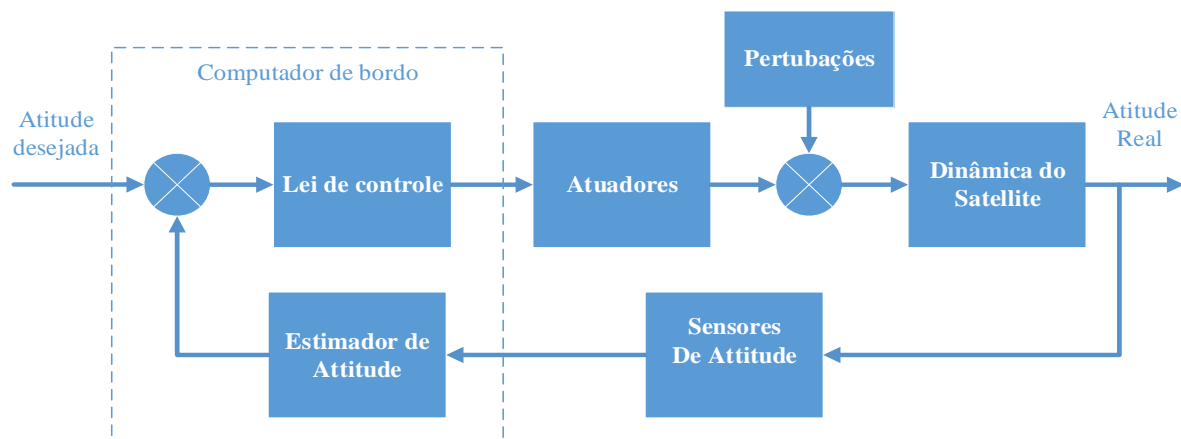 Pertubações
Computador de bordo
Atitude
desejada
Atitude
Real
Lei de controle
Atuadores
Dinâmica do
Satellite
Estimador de
Attitude
Sensores
De Attitude